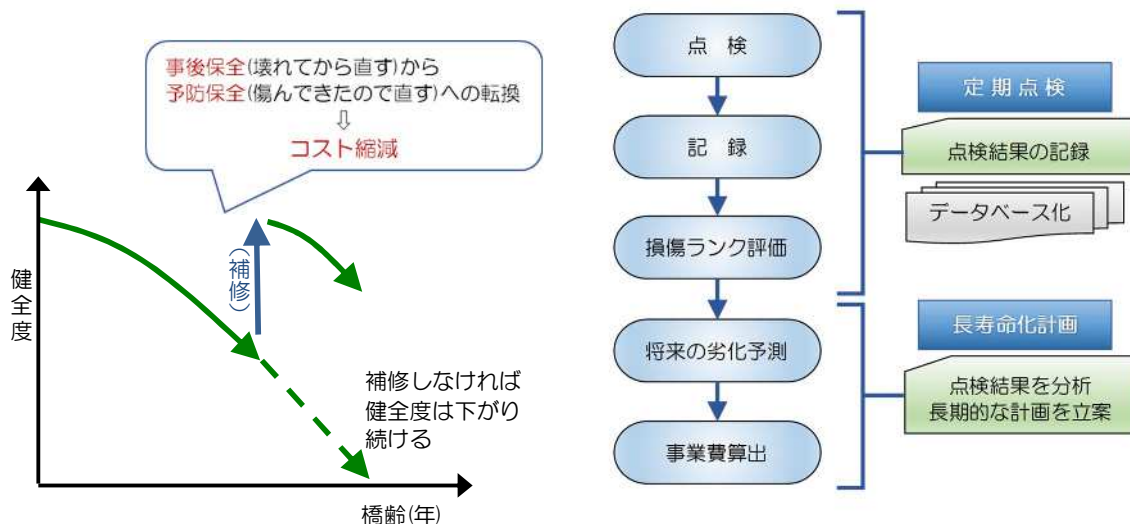 事後保全(壊れてから直す)から
予防保全(傷んできたので直す)への転換
⇩
コスト縮減
健全度
(補修)
補修しなければ
健全度は下がり
続ける
橋齢(年)
点 検
記 録
損傷ランク評価
将来の劣化予測
事業費算出
定期点検
点検結果の記録
データベース化
長寿命化計画
点検結果を分析
長期的な計画を立案